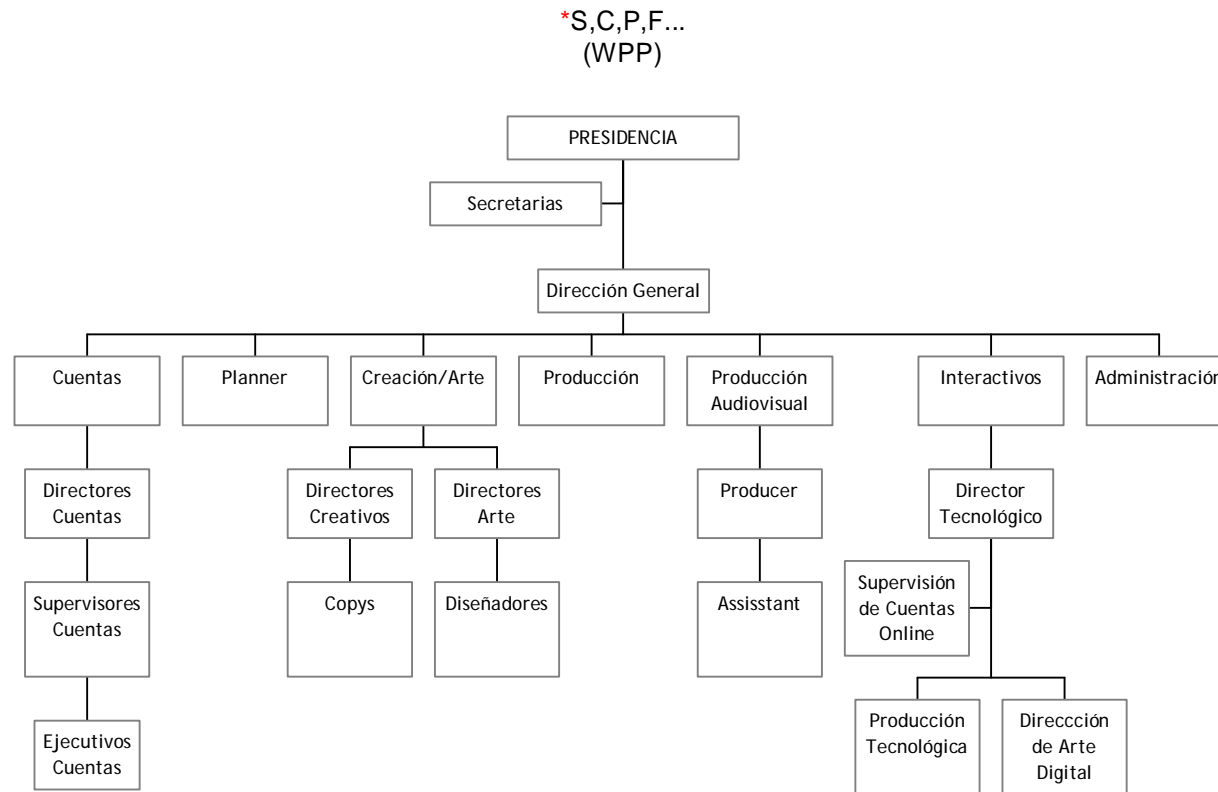 *S,C,P,F...
(WPP)
PRESIDENCIA
Secretarias
Dirección General
Cuentas
Planner
Creación/Arte
Producción
Producción
Audiovisual
Interactivos
Administración
Directores
Cuentas
Directores
Creativos
Directores
Arte
Producer
Director
Tecnológico
Supervisores
Cuentas
Copys
Diseñadores
Assisstant
Supervisión
de Cuentas
Online
Ejecutivos
Cuentas
Producción
Tecnológica
Direccción
de Arte
Digital